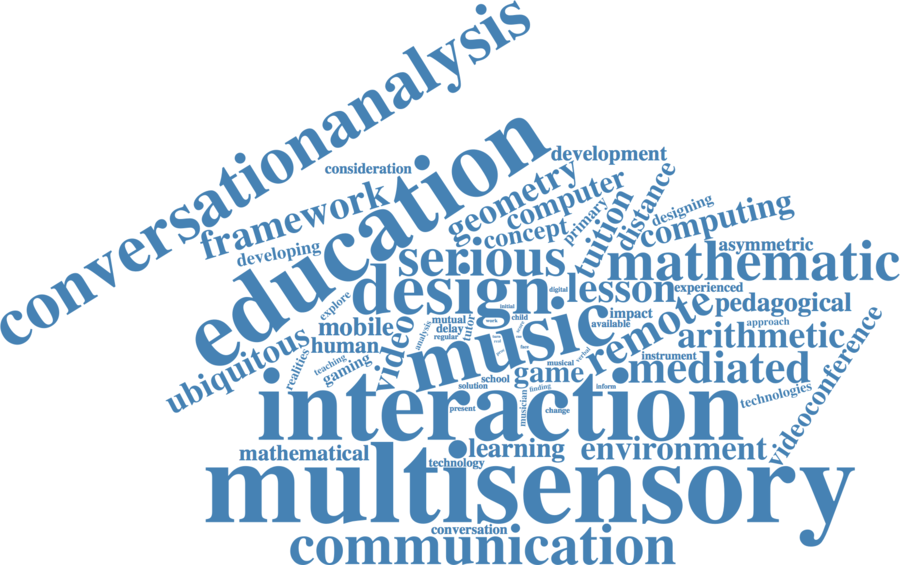 conversationanalysis
education
consideration
development
framework
geometry
computer
concept
primary
tuition
distance
designing
computing
developing
serious
asymmetric
mathematic
design
digital
lesson
experienced
explore
initial
remote
pedagogical
ubiquitous
mobile
video
analysis
mutual
delay
regular
tutor
work
child
music
impact
available
approach
arithmetic
human
realities
teaching
gaming
face
musical
verbal
instrument
mediated
videoconference
solution
school
game
finding
inform
technologies
interaction
present
musician
change
mathematical
learning
environment
technology
multisensory
conversation
communication